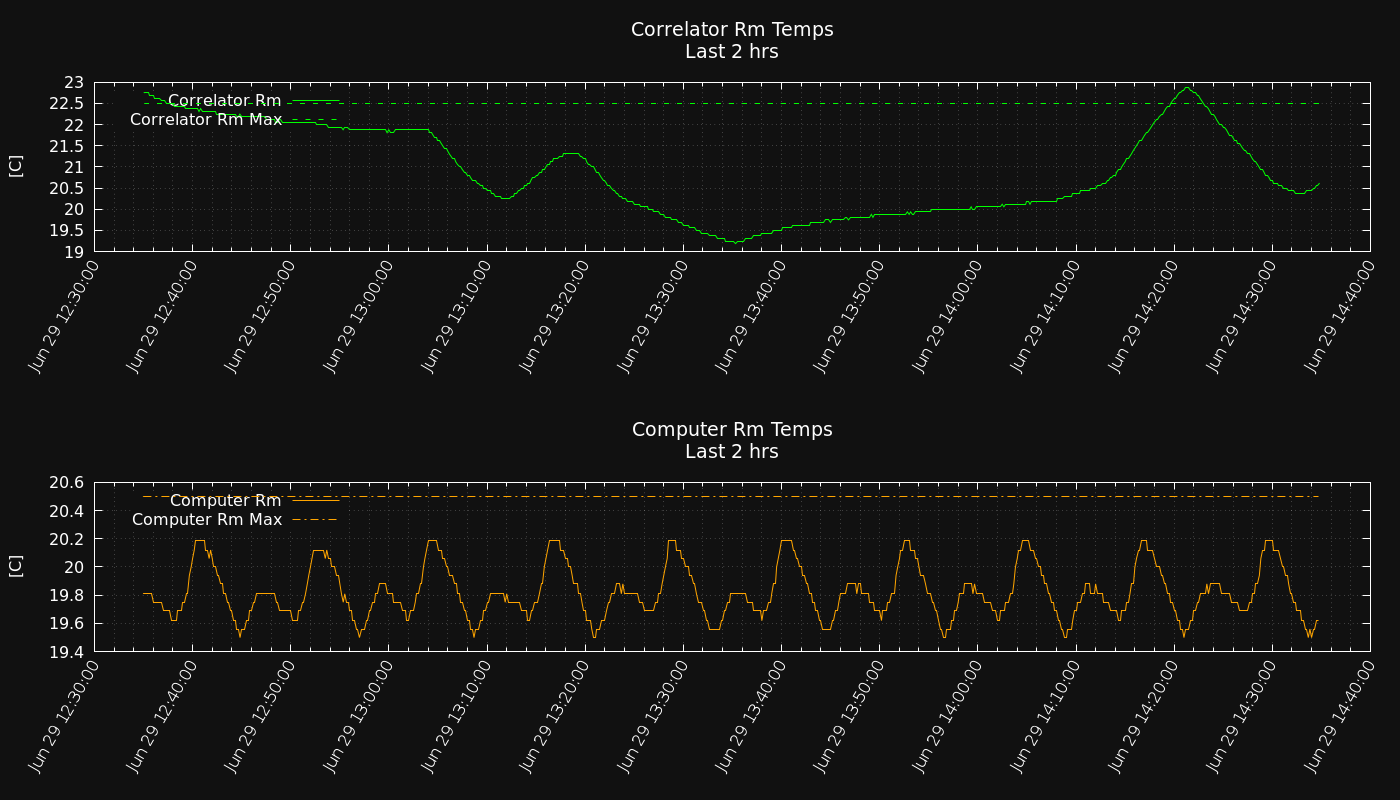 Correlator Rm Temps
Last 2 hrs
[C]
23
22.5
22
21.5
21
20.5
20
19.5
19
Correlator Rm
Correlator Rm Max
Jun 29 12:30:00
Jun 29 12:40:00
Jun 29 12:50:00
Jun 29 13:00:00
Jun 29 13:10:00
Jun 29 13:20:00
Jun 29 13:30:00
Jun 29 13:40:00
Jun 29 13:50:00
Jun 29 14:00:00
Jun 29 14:10:00
Jun 29 14:20:00
Jun 29 14:30:00
Jun 29 14:40:00
Computer Rm Temps
Last 2 hrs
[C]
20.6
20.4
20.2
20
19.8
19.6
19.4
Computer Rm
Computer Rm Max
Jun 29 12:30:00
Jun 29 12:40:00
Jun 29 12:50:00
Jun 29 13:00:00
Jun 29 13:10:00
Jun 29 13:20:00
Jun 29 13:30:00
Jun 29 13:40:00
Jun 29 13:50:00
Jun 29 14:00:00
Jun 29 14:10:00
Jun 29 14:20:00
Jun 29 14:30:00
Jun 29 14:40:00